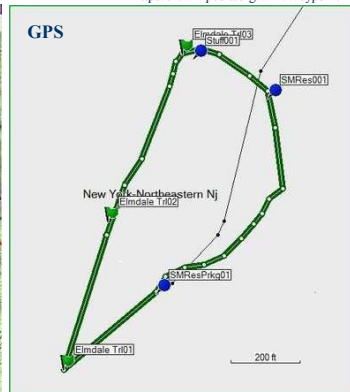 GPS
Elmdale Trl03
Stuff001
SMRes001
New York-Northeastern Nj
Elmdale Trl02
SMResPrkg01
Elmdale Trl01
200 ft